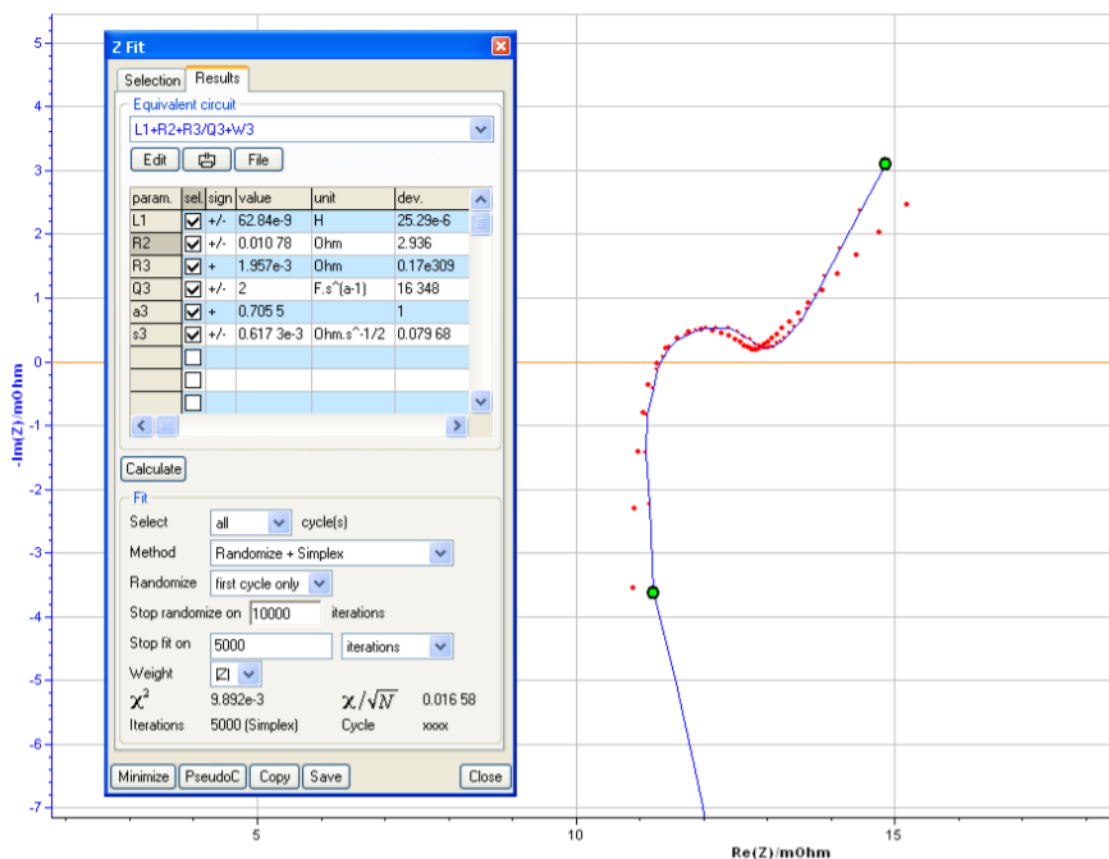 Z Fit
Selection Results
Equivalent circuit
L1+R2+R3/Q3+W3
Edit File
param. sel. sign value unit dev.
L1 +/- 62.84e-9 H 25.29e-6
R2 +/- 0.010 78 Ohm 2.936
R3 + 1.957e-3 Ohm 0.17e309
Q3 +/- 2 F.s^(a-1) 16 348
a3 + 0.705 5 1
s3 +/- 0.617 3e-3 Ohm.s^-1/2 0.079 68
Calculate
Fit
Select all cycle(s)
Method Randomize + Simplex
Randomize first cycle only
Stop randomize on 10000 iterations
Stop fit on 5000 iterations
Weight |Z|
χ² 9.892e-3 χ/√N 0.016 58
Iterations 5000 (Simplex) Cycle xxxx
Minimize PseudoC Copy Save Close
-Im(Z)/mOhm
5
4
3
2
1
0
-1
-2
-3
-4
-5
-6
-7
5 10 15
Re(Z)/mOhm